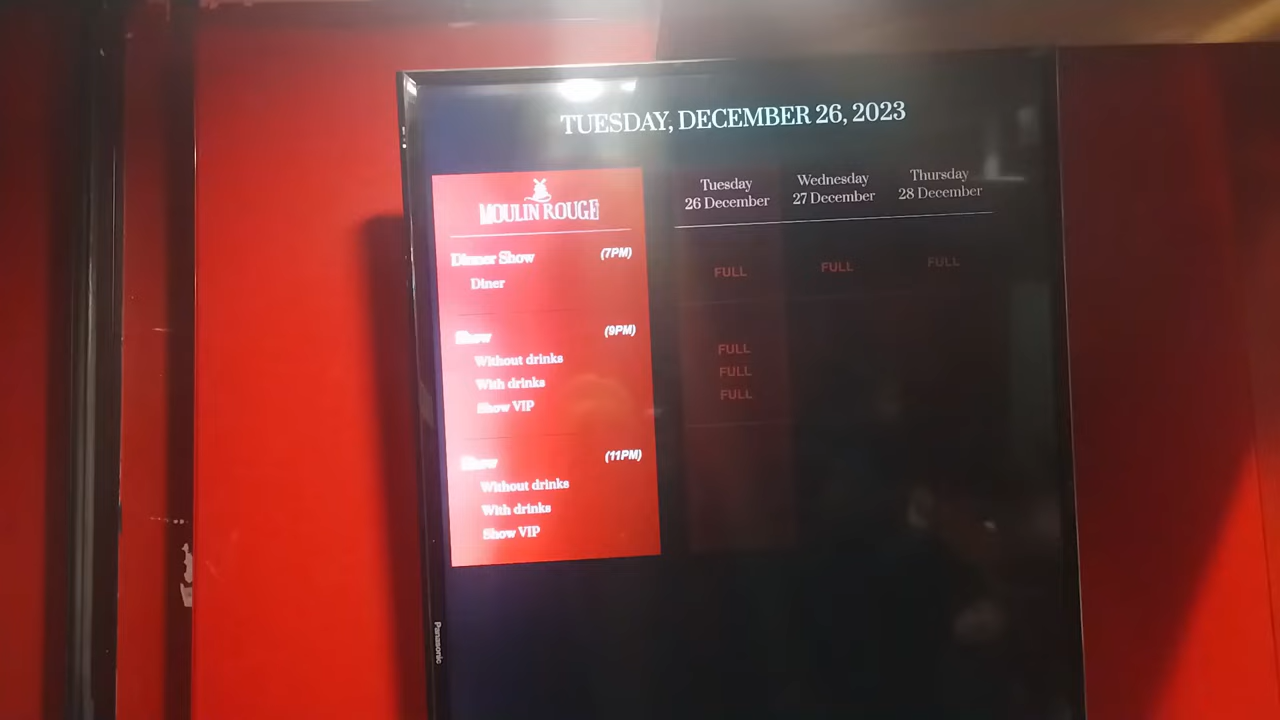 TUESDAY, DECEMBER 26, 2023
MOULIN ROUGE
Tuesday
26 December
Wednesday
27 December
Thursday
28 December
Dinner Show (7PM)
Diner FULL FULL FULL
Show (9PM)
Without drinks FULL
With drinks FULL
Show VIP FULL
Show (11PM)
Without drinks
With drinks
Show VIP
Panasonic